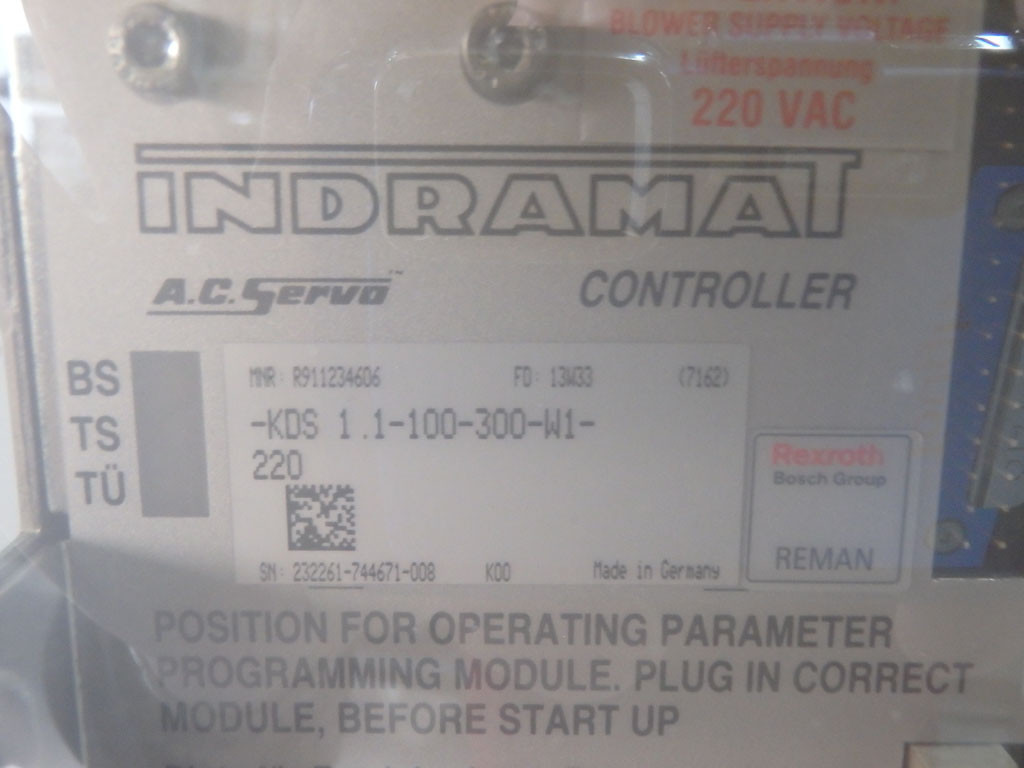 BLOWER SUPPLY VOLTAGE
Lüfterspannung
220 VAC
INDRAMAT
A.C. Servo™ CONTROLLER
BS
TS
TÜ
MNR: R911234606 FD: 13W33 (7162)
-KDS 1.1-100-300-W1-
220
SN: 232261-744671-008 K00 Made in Germany
Rexroth
Bosch Group
REMAN
POSITION FOR OPERATING PARAMETER
PROGRAMMING MODULE. PLUG IN CORRECT
MODULE, BEFORE START UP